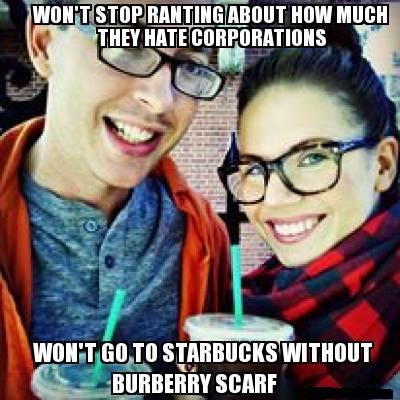 WON'T STOP RANTING ABOUT HOW MUCH
THEY HATE CORPORATIONS
WON'T GO TO STARBUCKS WITHOUT
BURBERRY SCARF